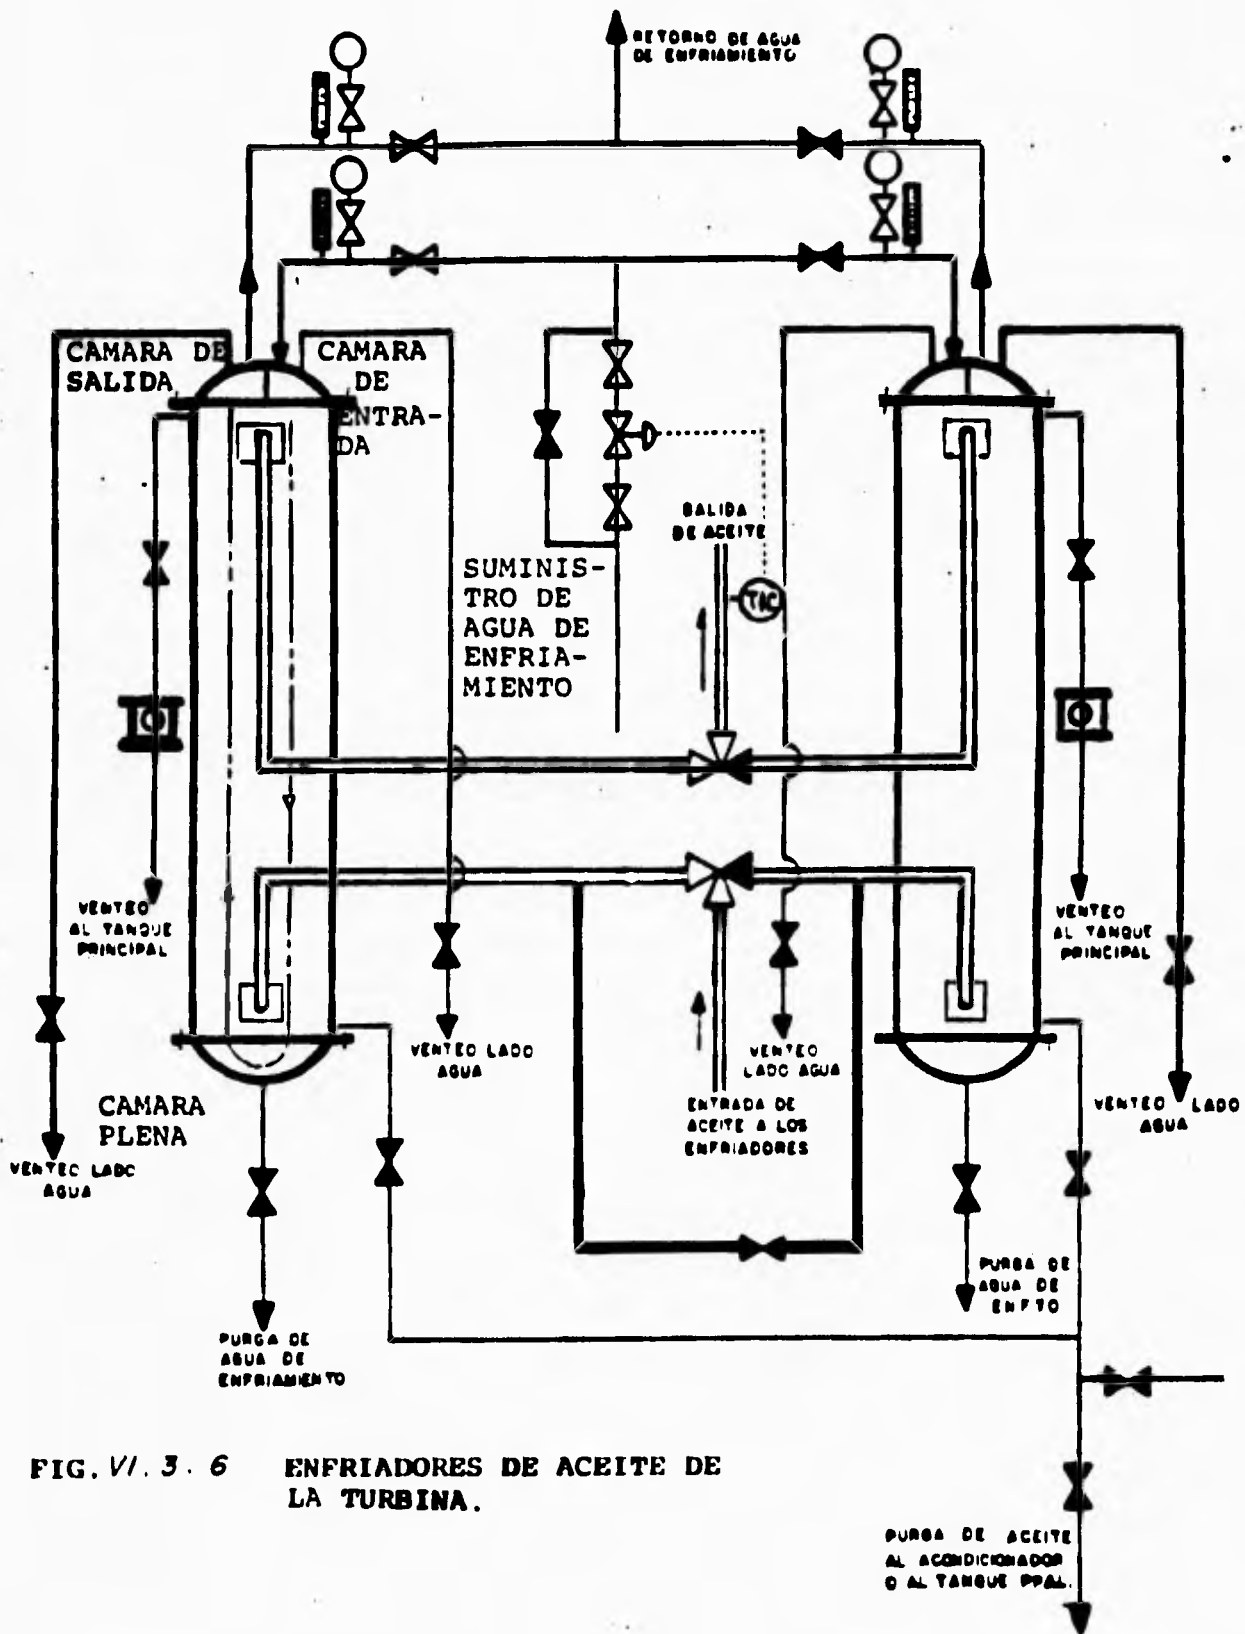 RETORNO DE AGUA
DE ENFRIAMIENTO
CAMARA DE
SALIDA
CAMARA
DE
ENTRA-
DA
SALIDA
DE ACEITE
TIC
SUMINIS-
TRO DE
AGUA DE
ENFRIA-
MIENTO
VENTEO
AL TANQUE
PRINCIPAL
VENTEO
AL TANQUE
PRINCIPAL
VENTEO LADO
AGUA
VENTEO
LADO AGUA
ENTRADA DE
ACEITE A LOS
ENFRIADORES
VENTEO LADO
AGUA
CAMARA
PLENA
VENTEO LADO
AGUA
PURGA DE
AGUA DE
ENFTO
PURGA DE
AGUA DE
ENFRIAMIENTO
FIG. VI.3.6 ENFRIADORES DE ACEITE DE
LA TURBINA.
PURGA DE ACEITE
AL ACONDICIONADOR
O AL TANQUE PPAL.